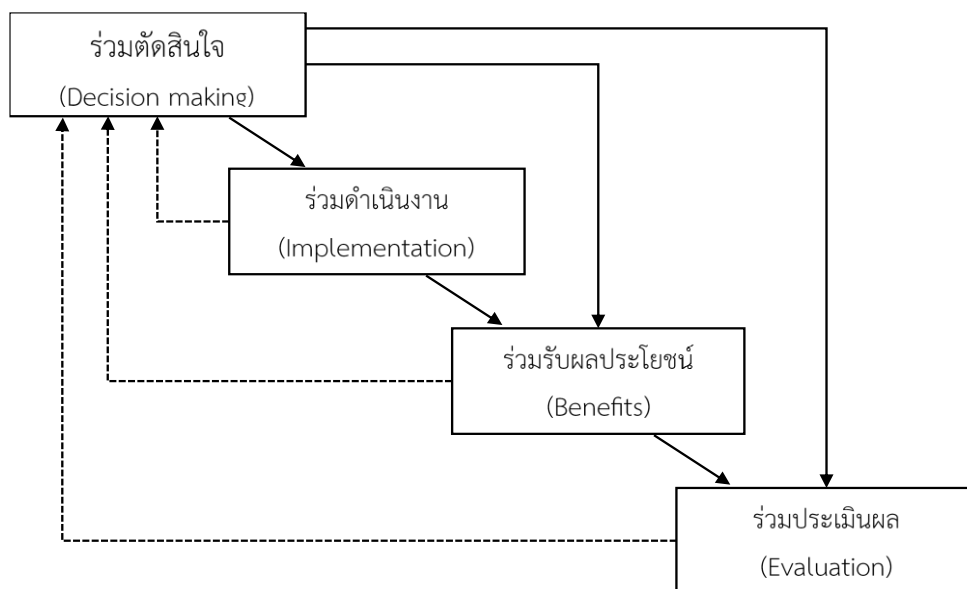 ร่วมตัดสินใจ
(Decision making)
ร่วมดำเนินงาน
(Implementation)
ร่วมรับผลประโยชน์
(Benefits)
ร่วมประเมินผล
(Evaluation)